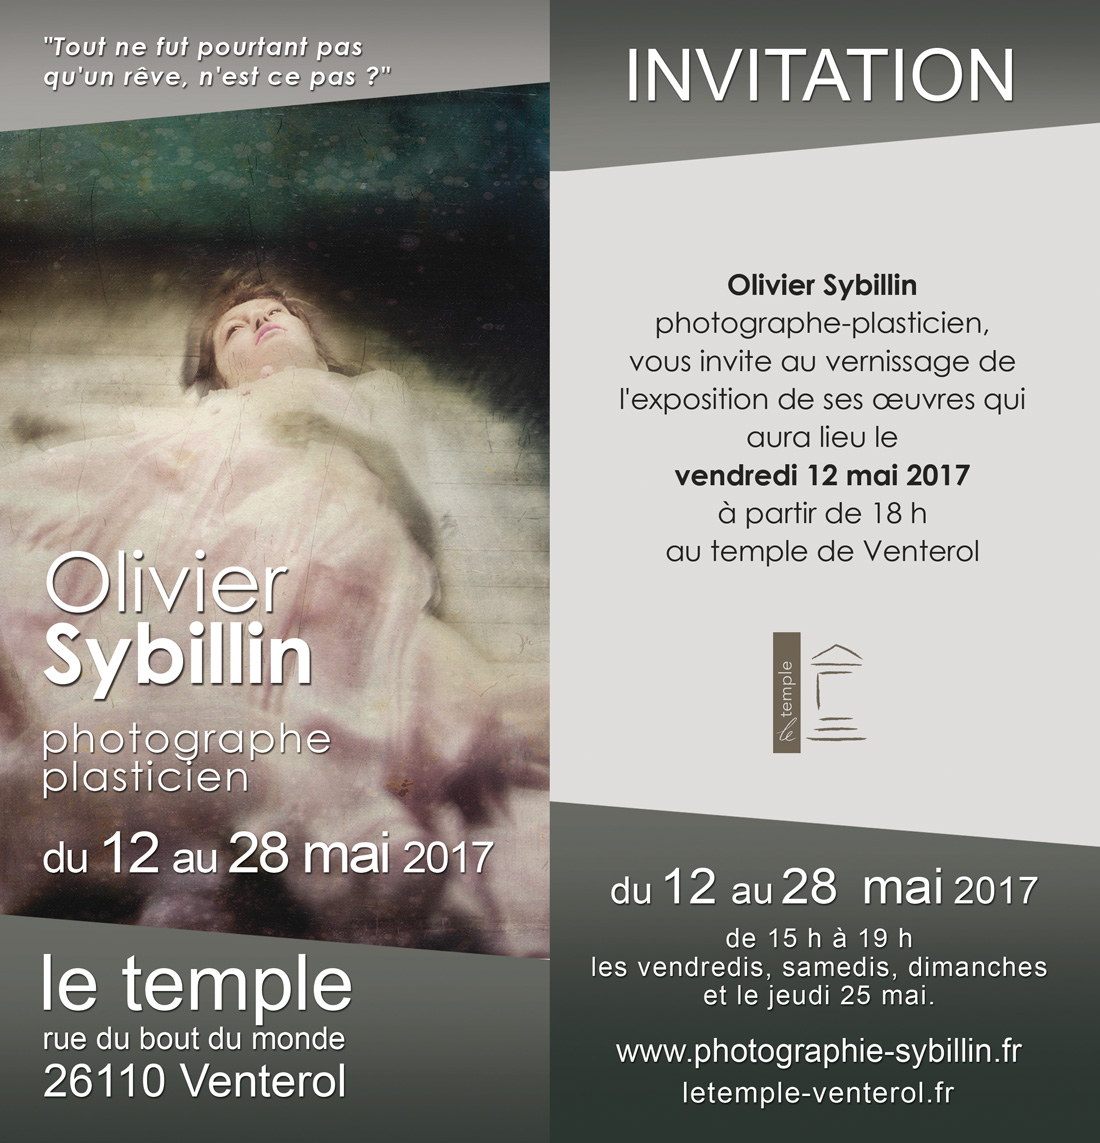 "Tout ne fut pourtant pas
qu'un rêve, n'est ce pas ?"
Olivier
Sybillin
photographe
plasticien
du 12 au 28 mai 2017
le temple
rue du bout du monde
26110 Venterol
INVITATION
Olivier Sybillin
photographe-plasticien,
vous invite au vernissage de
l'exposition de ses œuvres qui
aura lieu le
vendredi 12 mai 2017
à partir de 18 h
au temple de Venterol
le temple
du 12 au 28 mai 2017
de 15 h à 19 h
les vendredis, samedis, dimanches
et le jeudi 25 mai.
www.photographie-sybillin.fr
letemple-venterol.fr